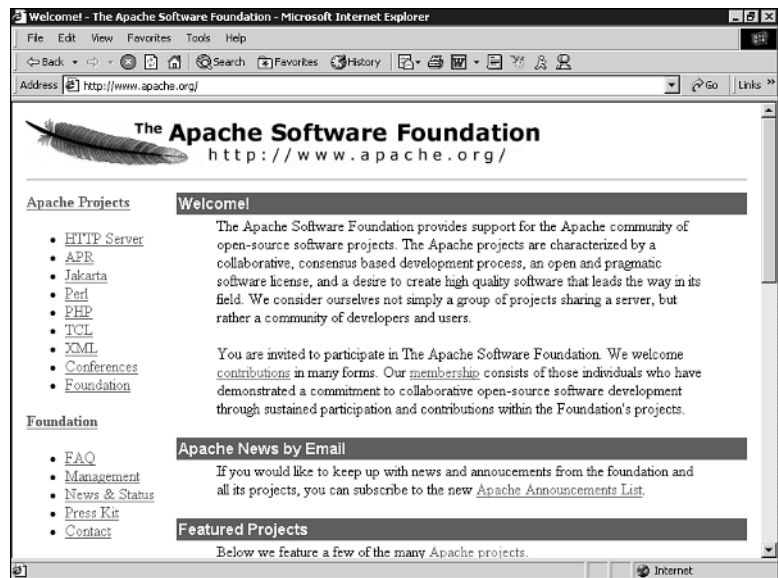 Welcome! - The Apache Software Foundation - Microsoft Internet Explorer
File Edit View Favorites Tools Help
Back Search Favorites History
Address http://www.apache.org/ Go Links »
The Apache Software Foundation
http://www.apache.org/
Apache Projects
HTTP Server
APR
Jakarta
Perl
PHP
TCL
XML
Conferences
Foundation
Foundation
FAQ
Management
News & Status
Press Kit
Contact
Welcome!
The Apache Software Foundation provides support for the Apache community of
open-source software projects. The Apache projects are characterized by a
collaborative, consensus based development process, an open and pragmatic
software license, and a desire to create high quality software that leads the way in its
field. We consider ourselves not simply a group of projects sharing a server, but
rather a community of developers and users.
You are invited to participate in The Apache Software Foundation. We welcome
contributions in many forms. Our membership consists of those individuals who have
demonstrated a commitment to collaborative open-source software development
through sustained participation and contributions within the Foundation's projects.
Apache News by Email
If you would like to keep up with news and annoucements from the foundation and
all its projects, you can subscribe to the new Apache Announcements List.
Featured Projects
Below we feature a few of the many Apache projects.
Internet